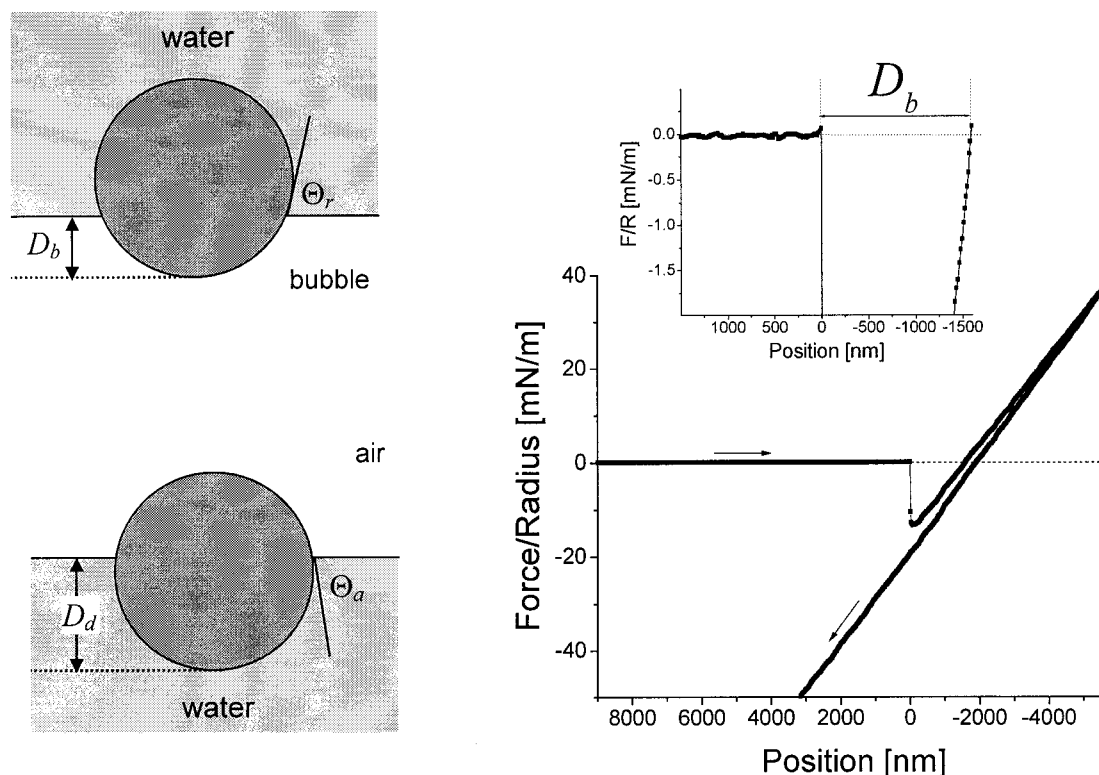 water
Θr
Db
bubble
air
Θa
Dd
water
Db
0.0
-0.5
-1.0
-1.5
F/R [mN/m]
1000 500 0 -500 -1000 -1500
Position [nm]
40
20
0
-20
-40
Force/Radius [mN/m]
8000 6000 4000 2000 0 -2000 -4000
Position [nm]